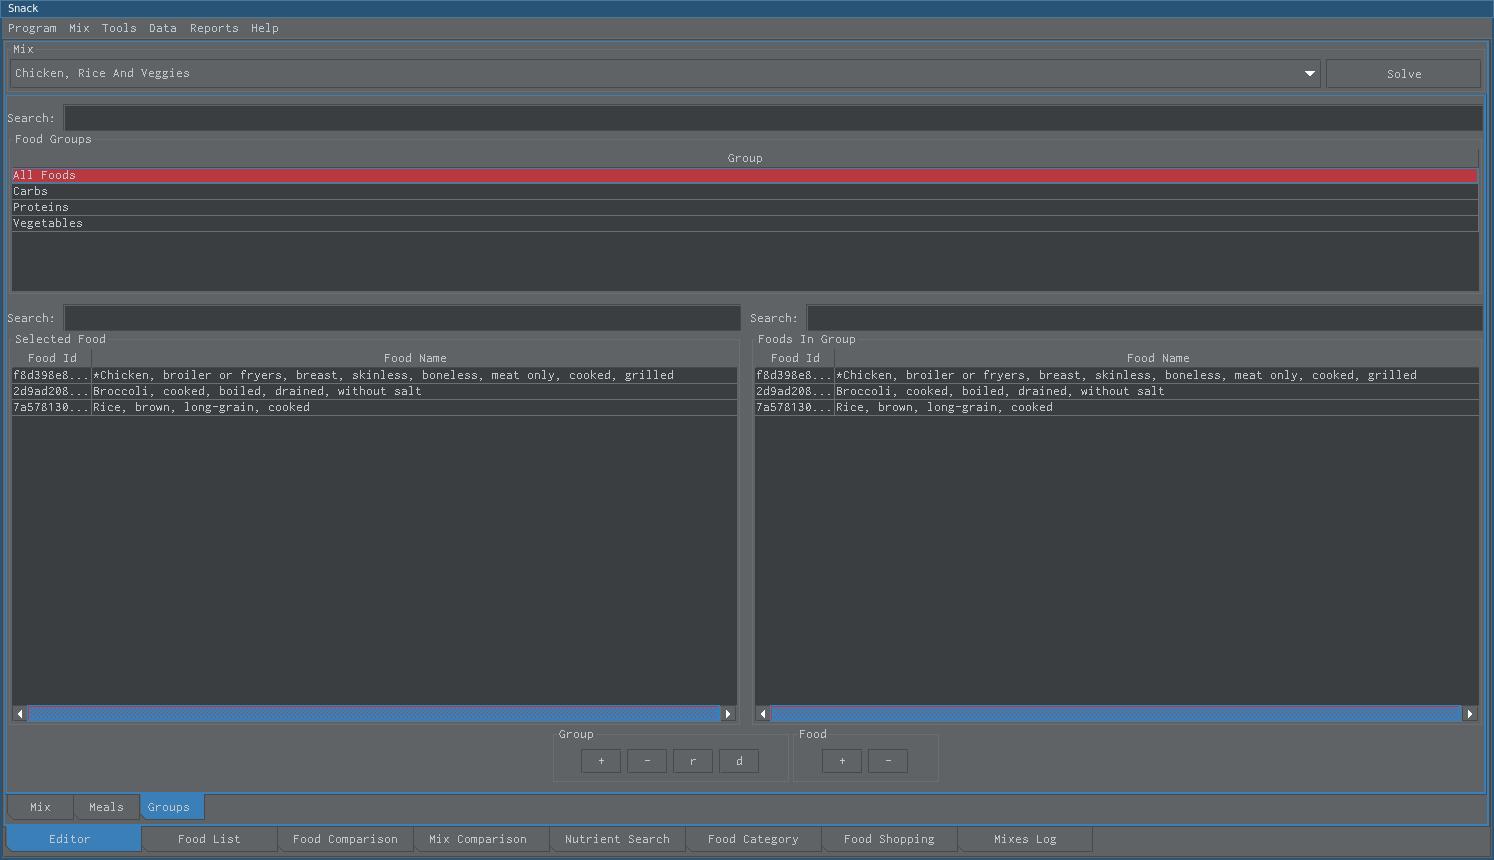 Snack
Program Mix Tools Data Reports Help
Mix
Chicken, Rice And Veggies Solve
Search:
Food Groups
Group
All Foods
Carbs
Proteins
Vegetables
Search: Search:
Selected Food Foods In Group
Food Id Food Name Food Id Food Name
f8d398e8... *Chicken, broiler or fryers, breast, skinless, boneless, meat only, cooked, grilled f8d398e8... *Chicken, broiler or fryers, breast, skinless, boneless, meat only, cooked, grilled
2d9ad208... Broccoli, cooked, boiled, drained, without salt 2d9ad208... Broccoli, cooked, boiled, drained, without salt
7a578130... Rice, brown, long-grain, cooked 7a578130... Rice, brown, long-grain, cooked
Group Food
+ - r d + -
Mix Meals Groups
Editor Food List Food Comparison Mix Comparison Nutrient Search Food Category Food Shopping Mixes Log